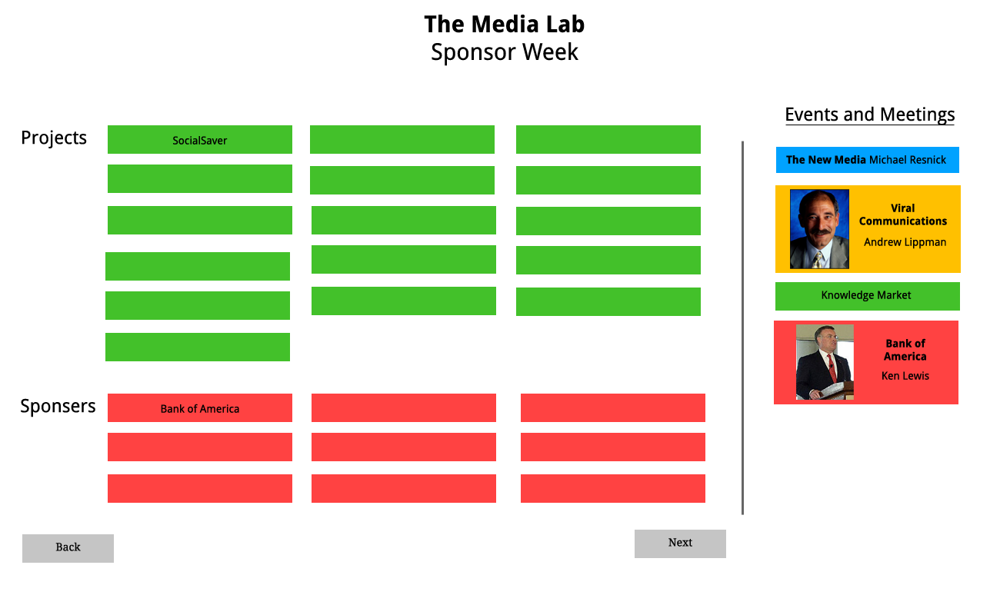 The Media Lab
Sponsor Week
Projects
SocialSaver
Sponsers
Bank of America
Back
Next
Events and Meetings
The New Media Michael Resnick
Viral
Communications
Andrew Lippman
Knowledge Market
Bank of
America
Ken Lewis